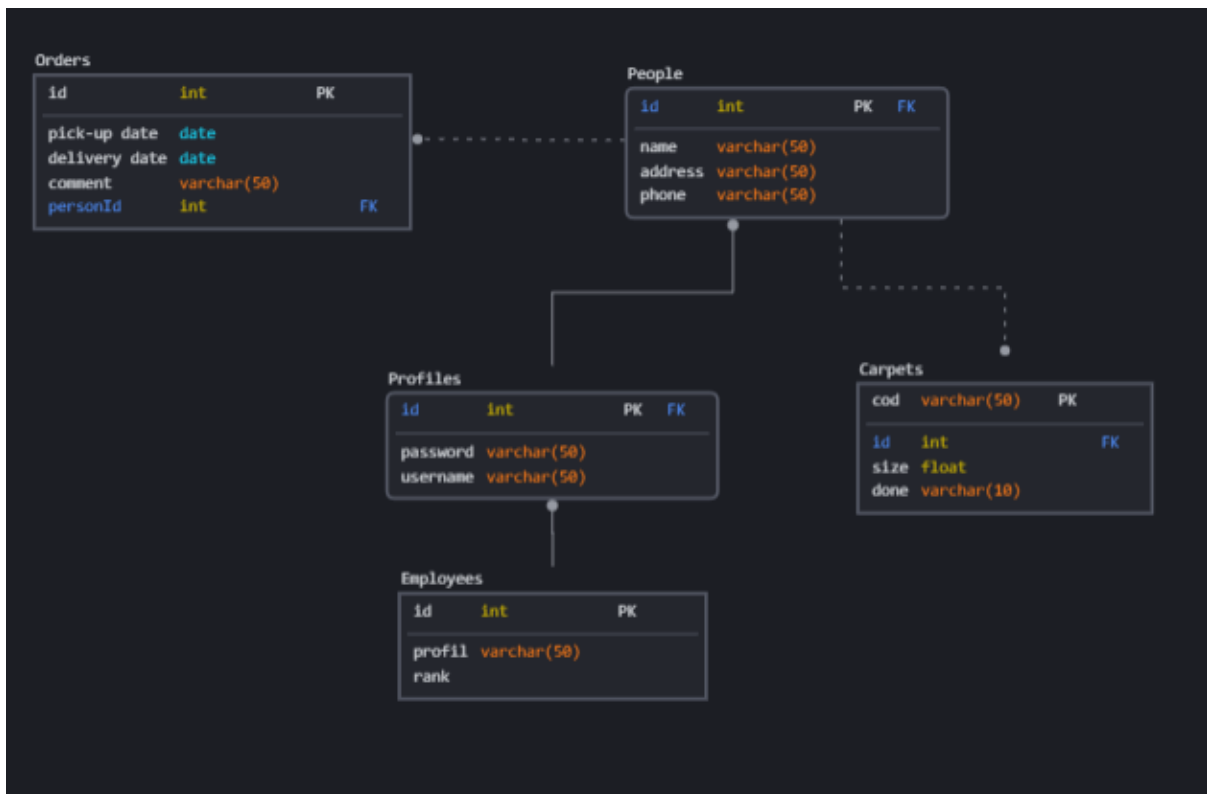 Orders
id int PK
pick-up date date
delivery date date
comment varchar(50)
personId int FK
People
id int PK FK
name varchar(50)
address varchar(50)
phone varchar(50)
Profiles
id int PK FK
password varchar(50)
username varchar(50)
Carpets
cod varchar(50) PK
id int FK
size float
done varchar(10)
Employees
id int PK
profil varchar(50)
rank